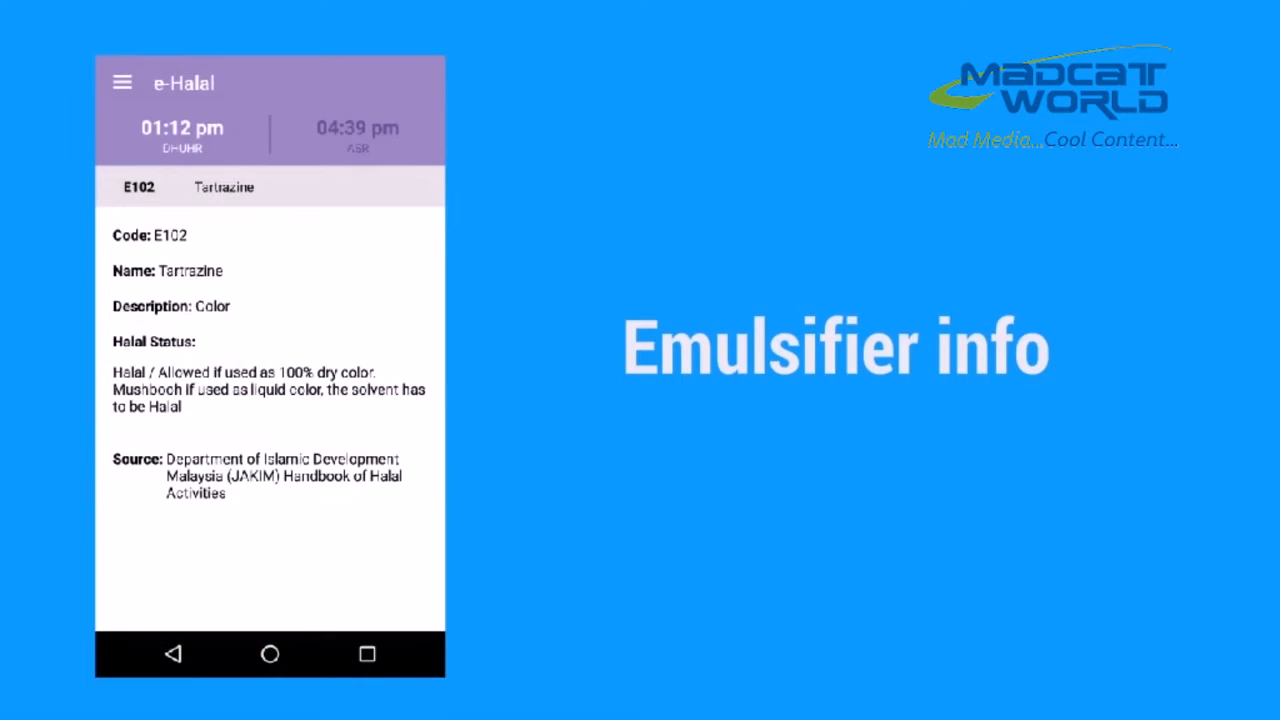 e-Halal
01:12 pm
DHUHR
04:39 pm
ASR
E102 Tartrazine
Code: E102
Name: Tartrazine
Description: Color
Halal Status:
Halal / Allowed if used as 100% dry color.
Mushbooh if used as liquid color, the solvent has
to be Halal
Source: Department of Islamic Development
Malaysia (JAKIM) Handbook of Halal
Activities
MADCAT
WORLD
Mad Media...Cool Content...
Emulsifier info